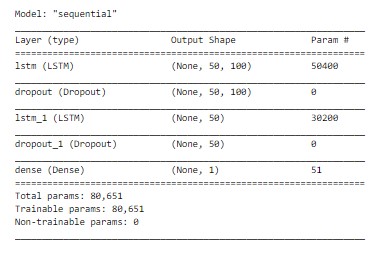 Model: "sequential"
Layer (type) Output Shape Param #
lstm (LSTM) (None, 50, 100) 50400
dropout (Dropout) (None, 50, 100) 0
lstm_1 (LSTM) (None, 50) 30200
dropout_1 (Dropout) (None, 50) 0
dense (Dense) (None, 1) 51
Total params: 80,651
Trainable params: 80,651
Non-trainable params: 0